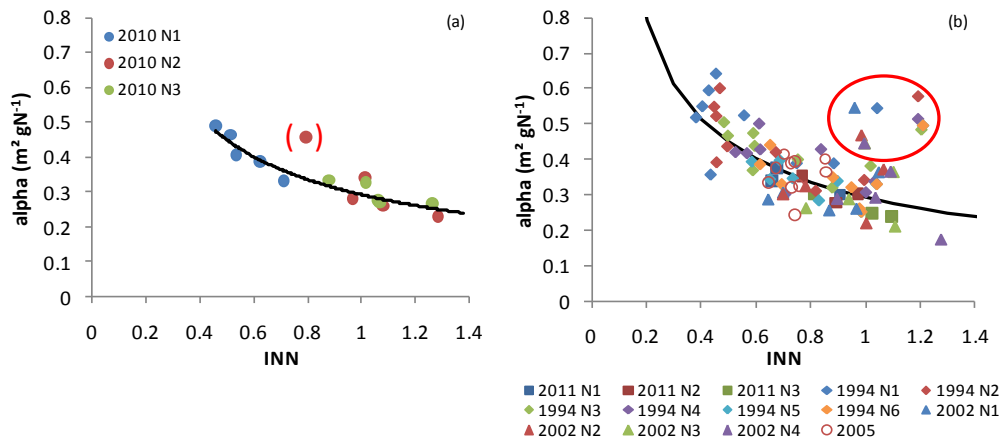 (a)
2010 N1
2010 N2
2010 N3
( )
alpha (m² gN⁻¹)
0.8
0.7
0.6
0.5
0.4
0.3
0.2
0.1
0
0 0.2 0.4 0.6 0.8 1 1.2 1.4
INN
(b)
alpha (m² gN⁻¹)
0.8
0.7
0.6
0.5
0.4
0.3
0.2
0.1
0
0 0.2 0.4 0.6 0.8 1 1.2 1.4
INN
2011 N1 2011 N2 2011 N3 1994 N1 1994 N2
1994 N3 1994 N4 1994 N5 1994 N6 2002 N1
2002 N2 2002 N3 2002 N4 2005